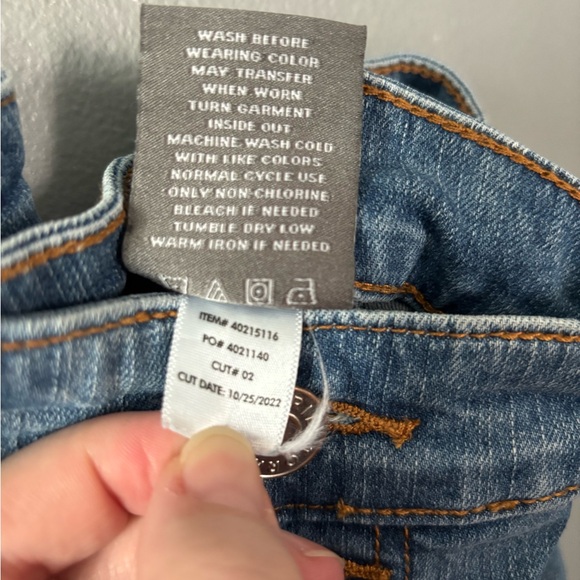 WASH BEFORE
WEARING COLOR
MAY TRANSFER
WHEN WORN
TURN GARMENT
INSIDE OUT
MACHINE WASH COLD
WITH LIKE COLORS
NORMAL CYCLE USE
ONLY NON-CHLORINE
BLEACH IF NEEDED
TUMBLE DRY LOW
WARM IRON IF NEEDED
ITEM# 40215116
PO# 4021140
CUT# 02
CUT DATE: 10/25/2022